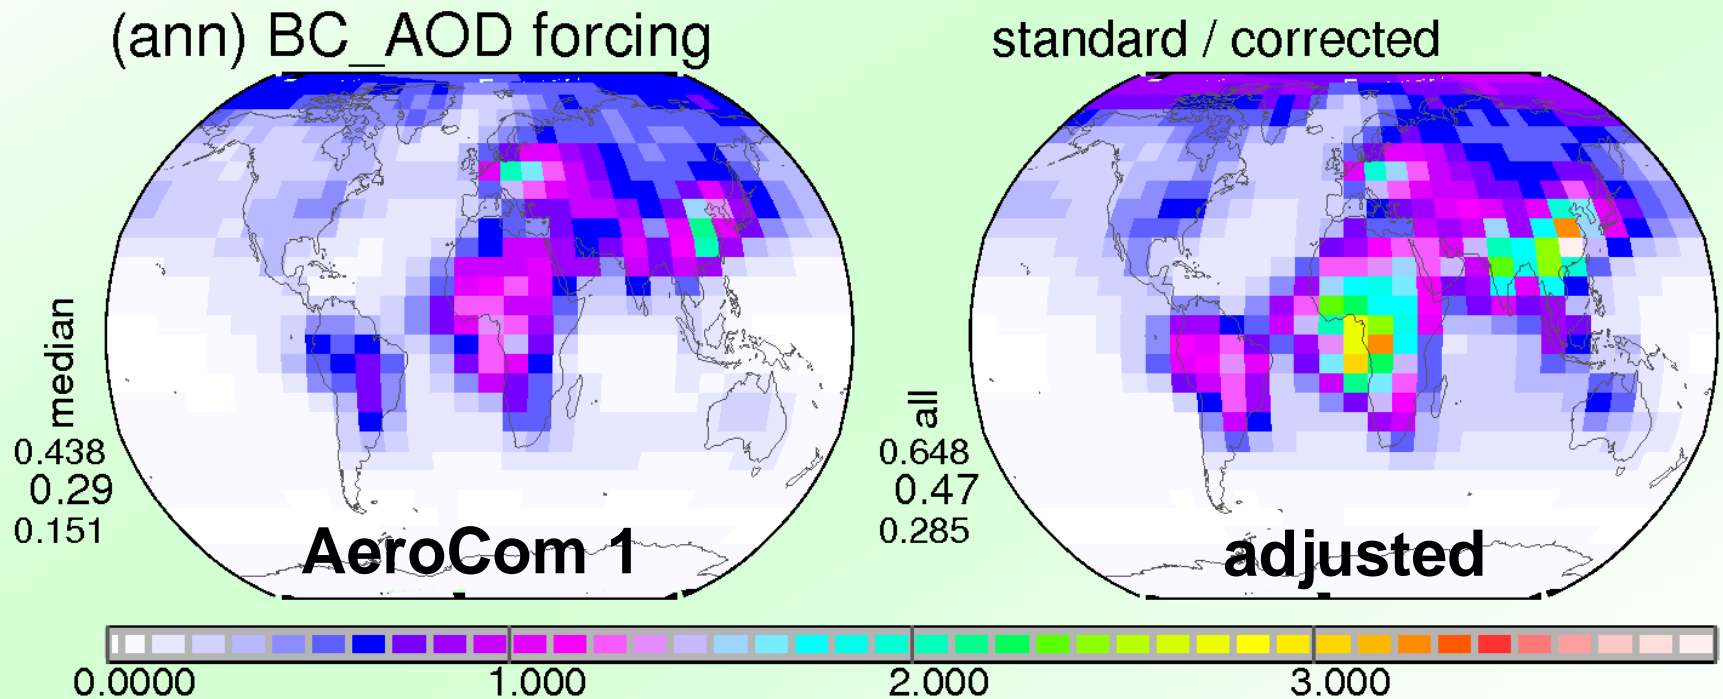 (ann) BC_AOD forcing
standard / corrected
median
0.438
0.29
0.151
AeroCom 1
all
0.648
0.47
0.285
adjusted
0.0000 1.000 2.000 3.000